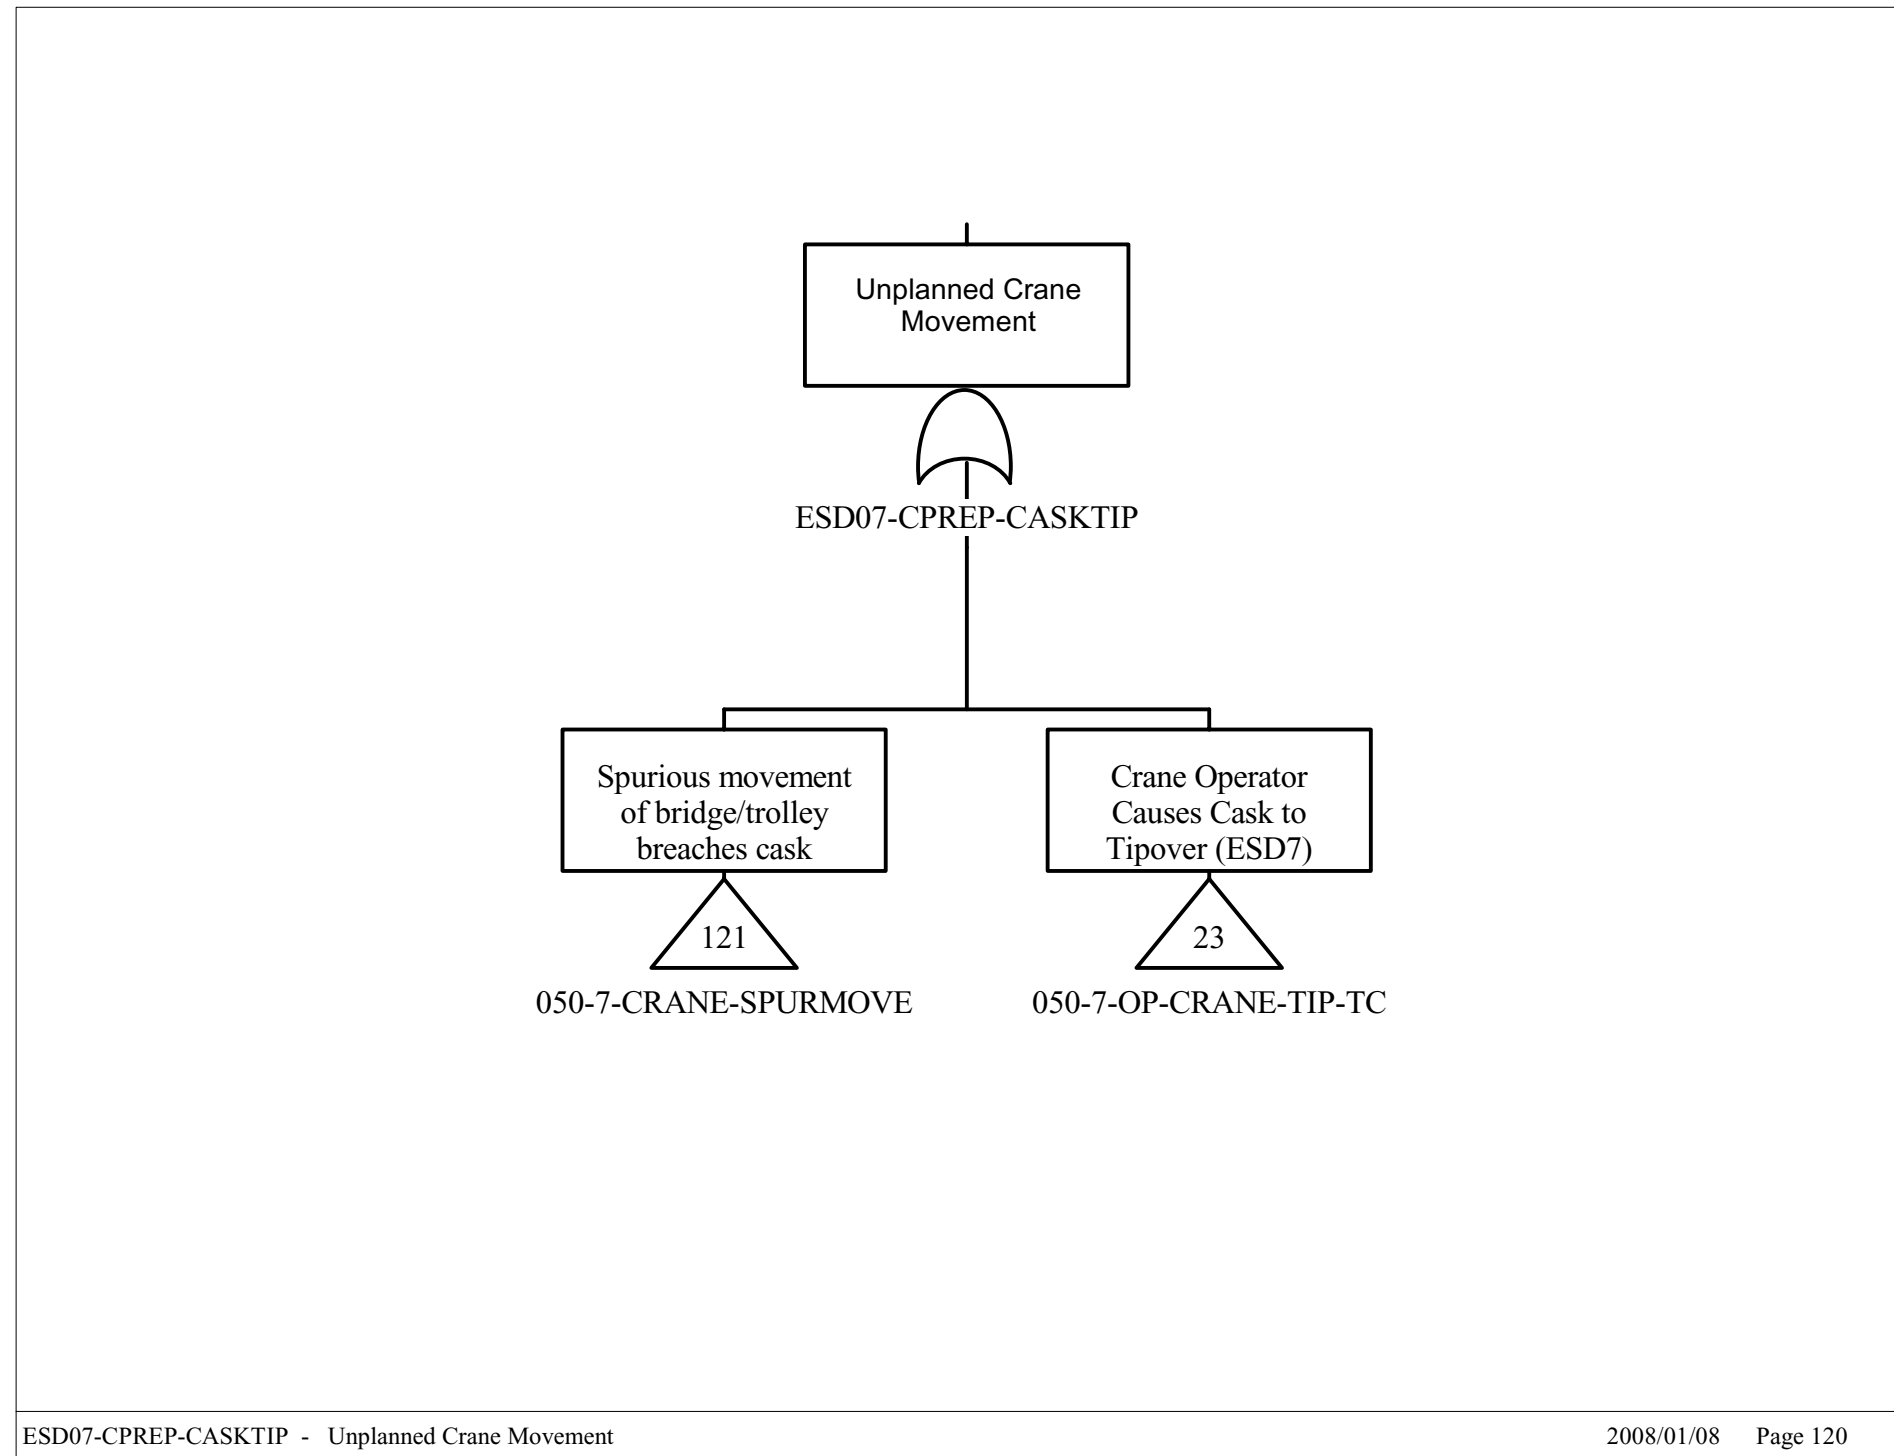 Unplanned Crane
Movement
ESD07-CPREP-CASKTIP
Spurious movement
of bridge/trolley
breaches cask
121
050-7-CRANE-SPURMOVE
Crane Operator
Causes Cask to
Tipover (ESD7)
23
050-7-OP-CRANE-TIP-TC
ESD07-CPREP-CASKTIP - Unplanned Crane Movement
2008/01/08 Page 120